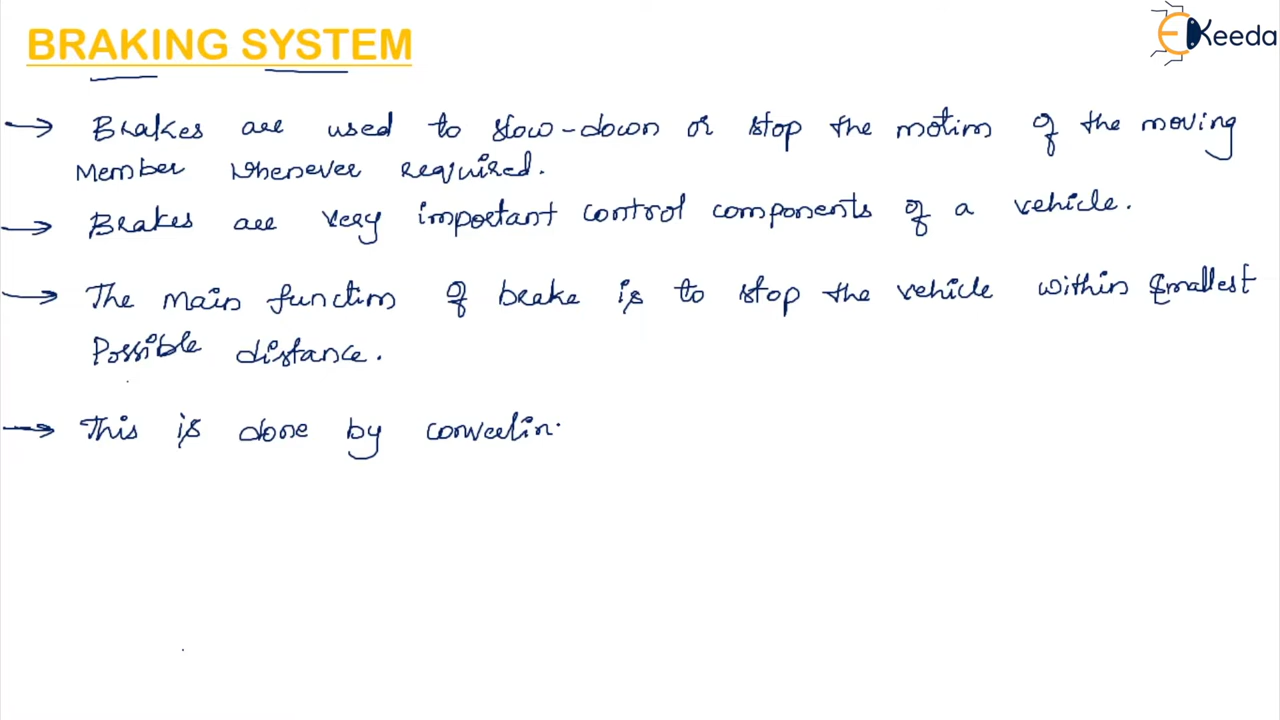 BRAKING SYSTEM
EKeeda
→ Brakes are used to slow-down or stop the motion of the moving
Member whenever required.
→ Brakes are very important control components of a vehicle.
→ The main function of brake is to stop the vehicle within smallest
Possible distance.
→ This is done by convertin